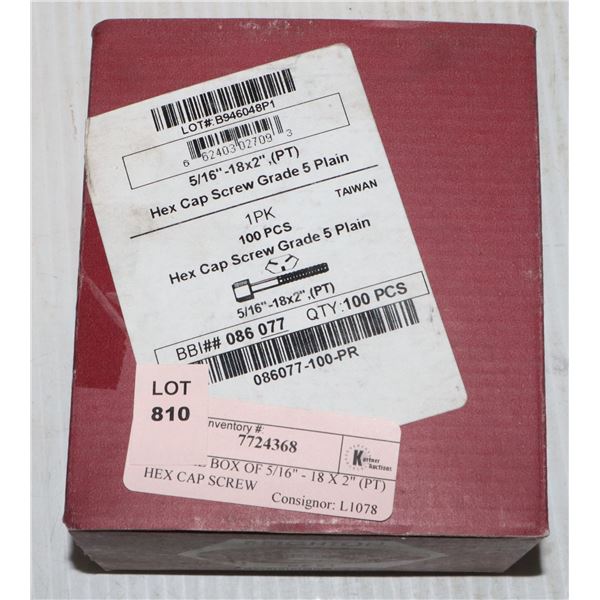 LOT#:B946048P1
6 62403 02709 3
5/16"-18x2",(PT)
Hex Cap Screw Grade 5 Plain
TAIWAN
1PK
100 PCS
Hex Cap Screw Grade 5 Plain
5/16"-18x2",(PT)
BBI## 086 077 QTY:100 PCS
086077-100-PR
LOT
810
Inventory #
7724368
Kastner
Auctions
BOX OF 5/16" - 18 X 2" (PT)
HEX CAP SCREW
Consignor: L1078